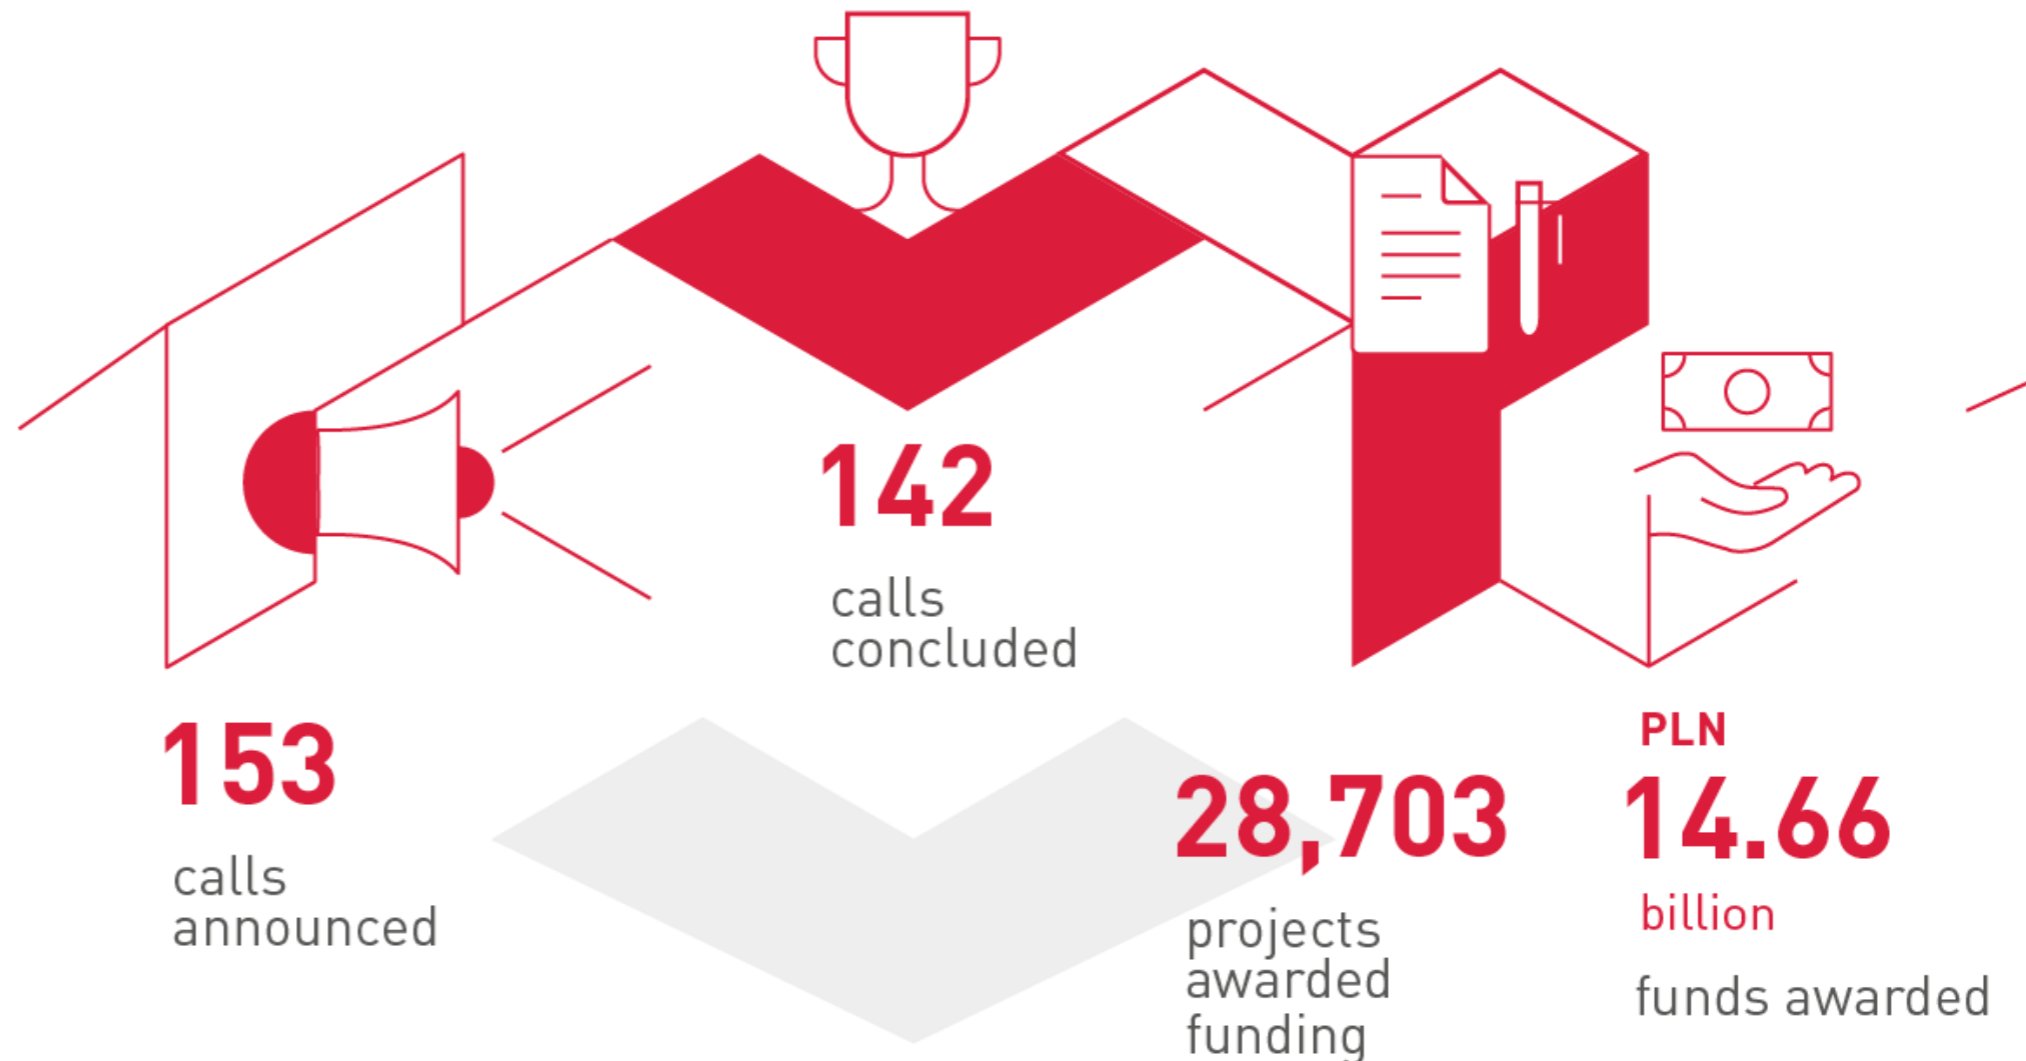 142
calls
concluded
153
calls
announced
28,703
projects
awarded
funding
PLN
14.66
billion
funds awarded